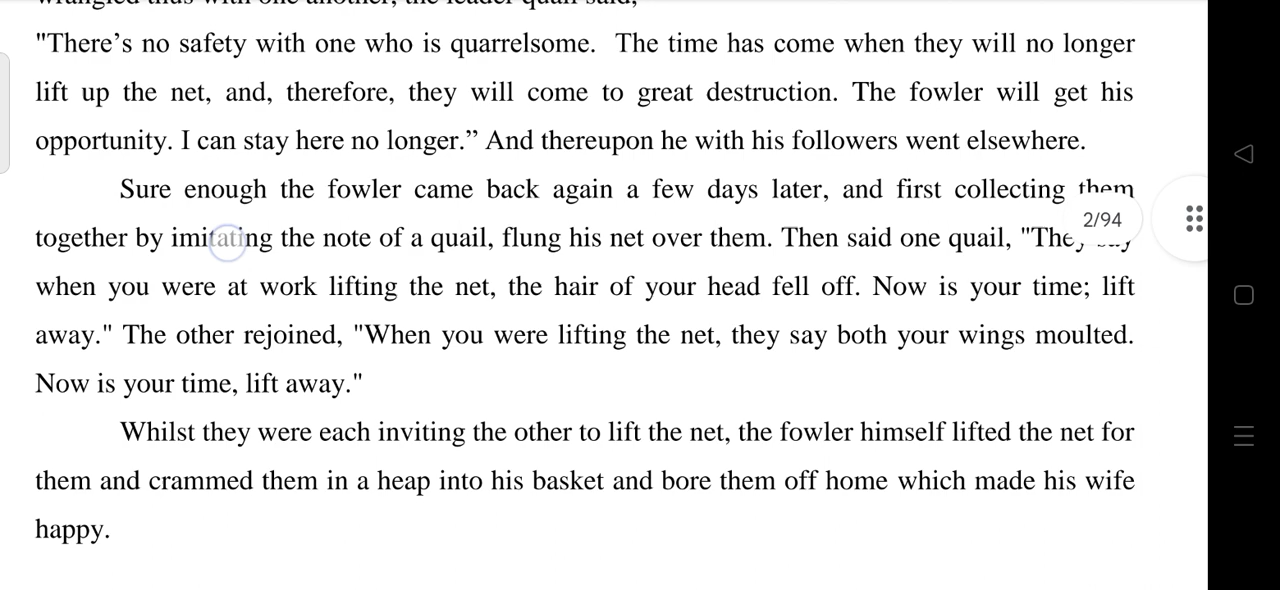 "There’s no safety with one who is quarrelsome.  The time has come when they will no longer
lift up the net, and, therefore, they will come to great destruction. The fowler will get his
opportunity. I can stay here no longer.” And thereupon he with his followers went elsewhere.
Sure enough the fowler came back again a few days later, and first collecting them
2/94
together by imitating the note of a quail, flung his net over them. Then said one quail, "They say
when you were at work lifting the net, the hair of your head fell off. Now is your time; lift
away." The other rejoined, "When you were lifting the net, they say both your wings moulted.
Now is your time, lift away."
Whilst they were each inviting the other to lift the net, the fowler himself lifted the net for
them and crammed them in a heap into his basket and bore them off home which made his wife
happy.